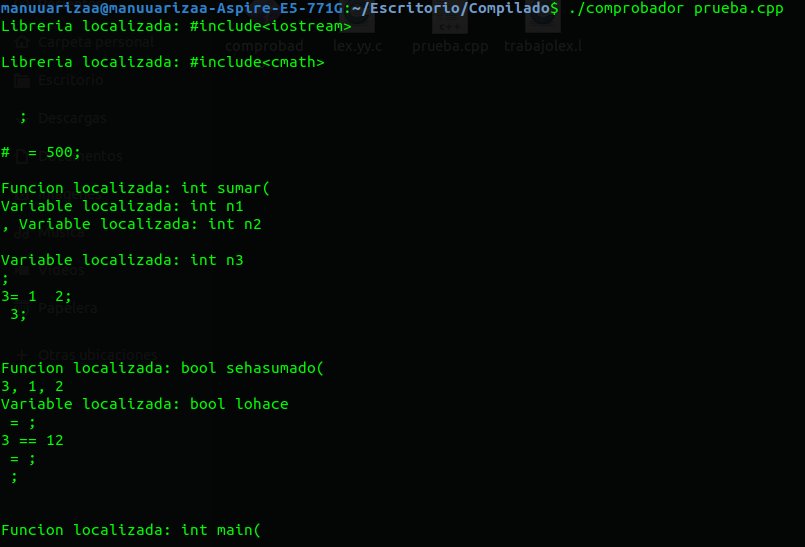 manuuarizaa@manuuarizaa-Aspire-E5-771G:~/Escritorio/Compilado$ ./comprobador prueba.cpp
Libreria localizada: #include<iostream>
Carpeta personal
comprobad
lex.yy.c
prueba.cpp
trabajolex.l
Libreria localizada: #include<cmath>
Escritorio
;
Descargas
# = 500;
Funcion localizada: int sumar(
Variable localizada: int n1
, Variable localizada: int n2
Variable localizada: int n3
;
Vídeos
3= 1 2;
3;
Papelera
Otras ubicaciones
Funcion localizada: bool sehasumado(
3, 1, 2
Variable localizada: bool lohace
= ;
3 == 12
= ;
;
Funcion localizada: int main(